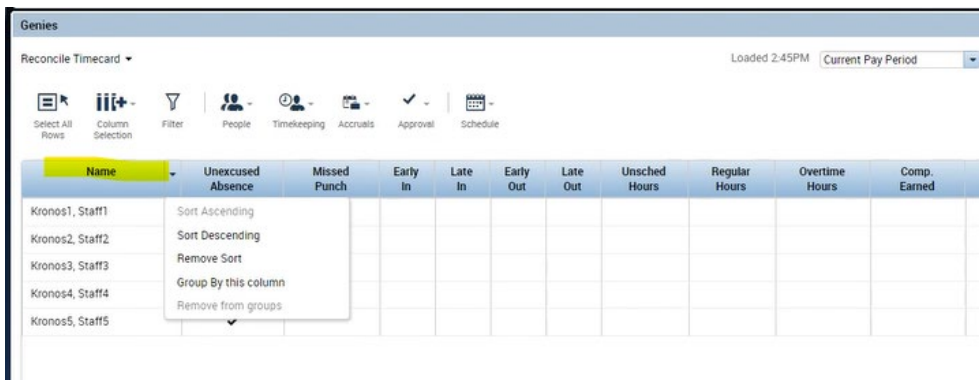 Genies
Reconcile Timecard
Loaded 2:45PM Current Pay Period
Select All Rows
Column Selection
Filter
People
Timekeeping
Accruals
Approval
Schedule
Name
Unexcused Absence
Missed Punch
Early In
Late In
Early Out
Late Out
Unsched Hours
Regular Hours
Overtime Hours
Comp. Earned
Kronos1, Staff1
Kronos2, Staff2
Kronos3, Staff3
Kronos4, Staff4
Kronos5, Staff5
Sort Ascending
Sort Descending
Remove Sort
Group By this column
Remove from groups